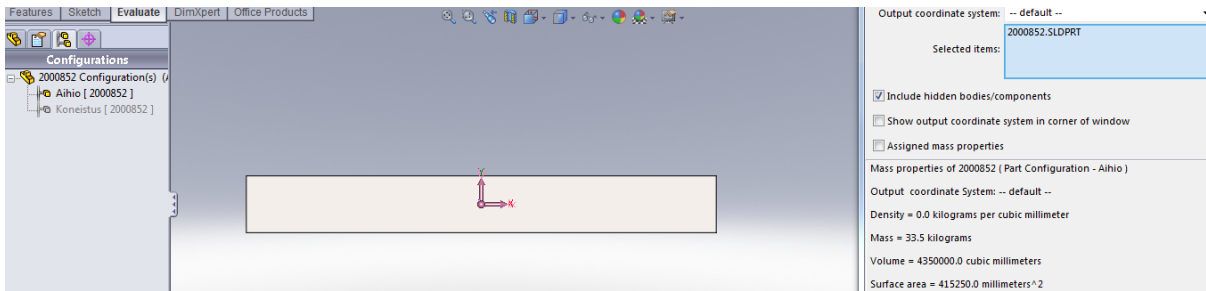 Features Sketch Evaluate DimXpert Office Products
Configurations
2000852 Configuration(s) (A
Aihio [ 2000852 ]
Koneistus [ 2000852 ]
Y
X
Output coordinate system: -- default --
Selected items: 2000852.SLDPRT
Include hidden bodies/components
Show output coordinate system in corner of window
Assigned mass properties
Mass properties of 2000852 ( Part Configuration - Aihio )
Output coordinate System: -- default --
Density = 0.0 kilograms per cubic millimeter
Mass = 33.5 kilograms
Volume = 4350000.0 cubic millimeters
Surface area = 415250.0 millimeters^2